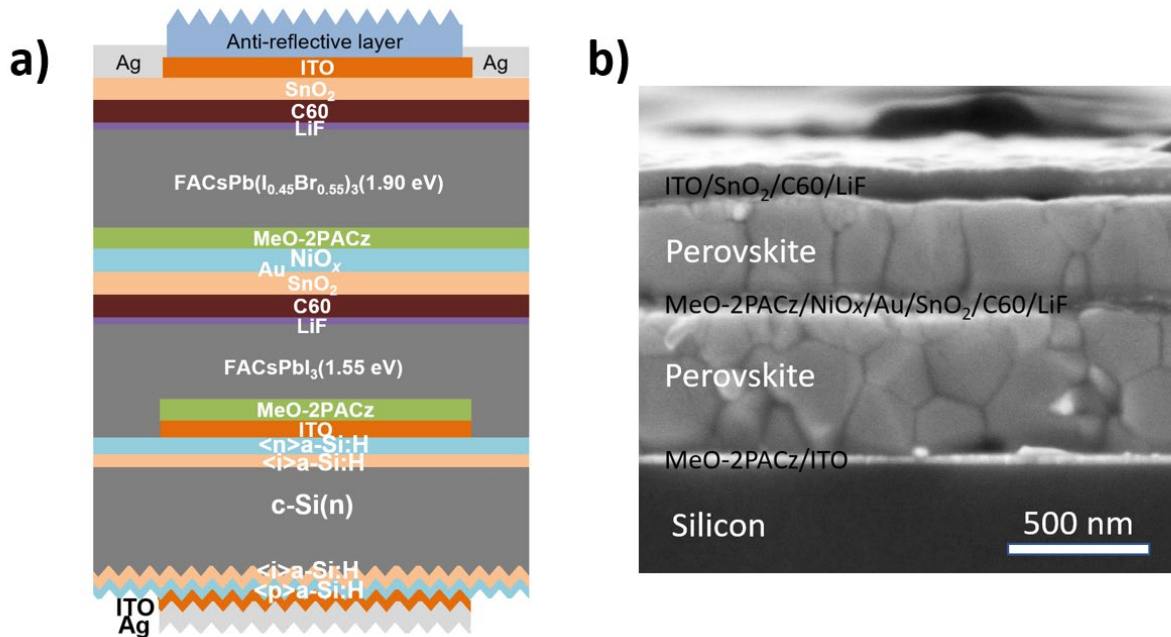 a)
Anti-reflective layer
Ag
ITO
Ag
SnO₂
C60
LiF
FACsPb(I₀.₄₅Br₀.₅₅)₃(1.90 eV)
MeO-2PACz
NiOₓ
Au
SnO₂
C60
LiF
FACsPbI₃(1.55 eV)
MeO-2PACz
ITO
<n>a-Si:H
<i>a-Si:H
c-Si(n)
<i>a-Si:H
<p>a-Si:H
ITO
Ag
b)
ITO/SnO₂/C60/LiF
Perovskite
MeO-2PACz/NiOx/Au/SnO₂/C60/LiF
Perovskite
MeO-2PACz/ITO
Silicon
500 nm